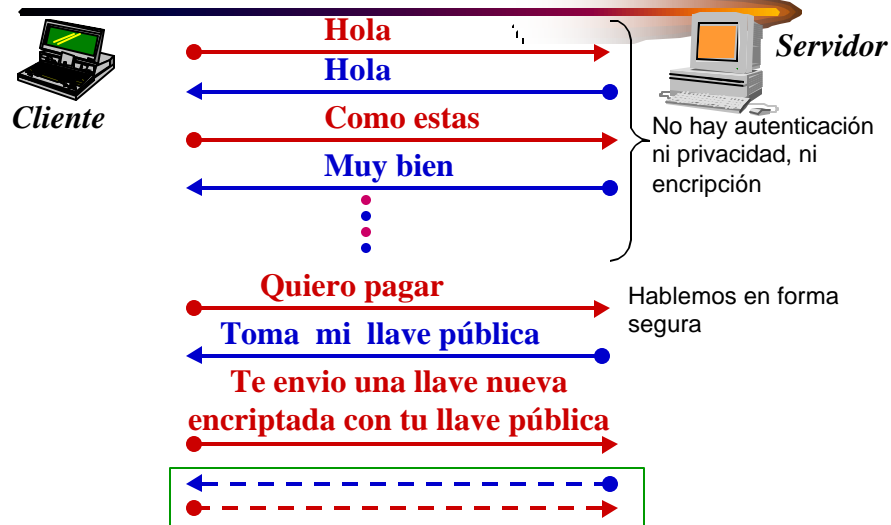 Hola
Servidor
Hola
Cliente
Como estas
No hay autenticación
ni privacidad, ni
encripción
Muy bien
Quiero pagar
Hablemos en forma
segura
Toma mi llave pública
Te envio una llave nueva
encriptada con tu llave pública